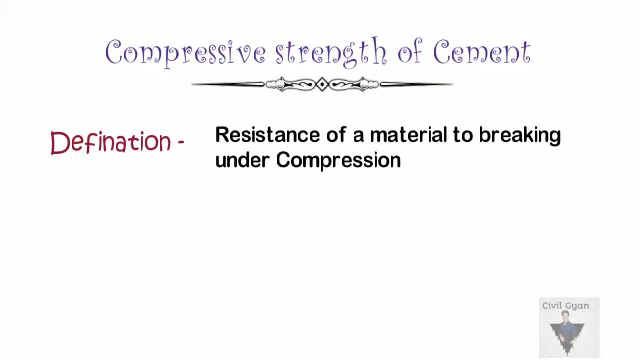 Compressive strength of Cement
Defination - Resistance of a material to breaking
under Compression
Civil Gyan